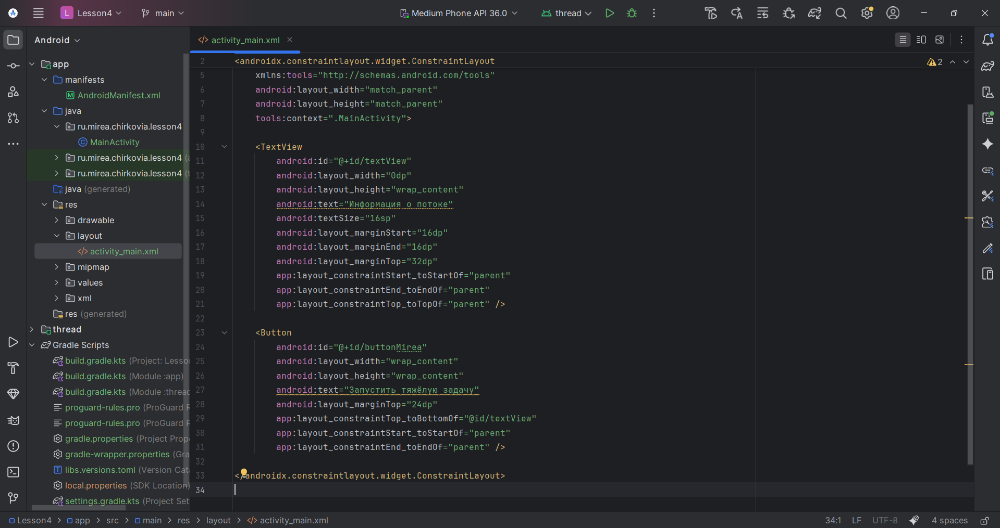 L Lesson4 main Medium Phone API 36.0 thread
Android
activity_main.xml
app
manifests
AndroidManifest.xml
java
ru.mirea.chirkovia.lesson4
MainActivity
ru.mirea.chirkovia.lesson4
ru.mirea.chirkovia.lesson4
java (generated)
res
drawable
layout
activity_main.xml
mipmap
values
xml
res (generated)
thread
Gradle Scripts
build.gradle.kts (Project: Lesso
build.gradle.kts (Module :app)
build.gradle.kts (Module :threa
proguard-rules.pro (ProGuard
proguard-rules.pro (ProGuard
gradle.properties (Project Prop
gradle-wrapper.properties (Gra
libs.versions.toml (Version Cat
local.properties (SDK Location)
settings.gradle.kts (Project Set
2 <androidx.constraintlayout.widget.ConstraintLayout
2
5 xmlns:tools="http://schemas.android.com/tools"
6 android:layout_width="match_parent"
7 android:layout_height="match_parent"
8 tools:context=".MainActivity">
9
10 <TextView
11 android:id="@+id/textView"
12 android:layout_width="0dp"
13 android:layout_height="wrap_content"
14 android:text="Информация о потоке"
15 android:textSize="16sp"
16 android:layout_marginStart="16dp"
17 android:layout_marginEnd="16dp"
18 android:layout_marginTop="32dp"
19 app:layout_constraintStart_toStartOf="parent"
20 app:layout_constraintEnd_toEndOf="parent"
21 app:layout_constraintTop_toTopOf="parent" />
22
23 <Button
24 android:id="@+id/buttonMirea"
25 android:layout_width="wrap_content"
26 android:layout_height="wrap_content"
27 android:text="Запустить тяжёлую задачу"
28 android:layout_marginTop="24dp"
29 app:layout_constraintTop_toBottomOf="@id/textView"
30 app:layout_constraintStart_toStartOf="parent"
31 app:layout_constraintEnd_toEndOf="parent" />
32
33 </androidx.constraintlayout.widget.ConstraintLayout>
34
Lesson4 > app > src > main > res > layout > activity_main.xml
34:1 LF UTF-8 4 spaces